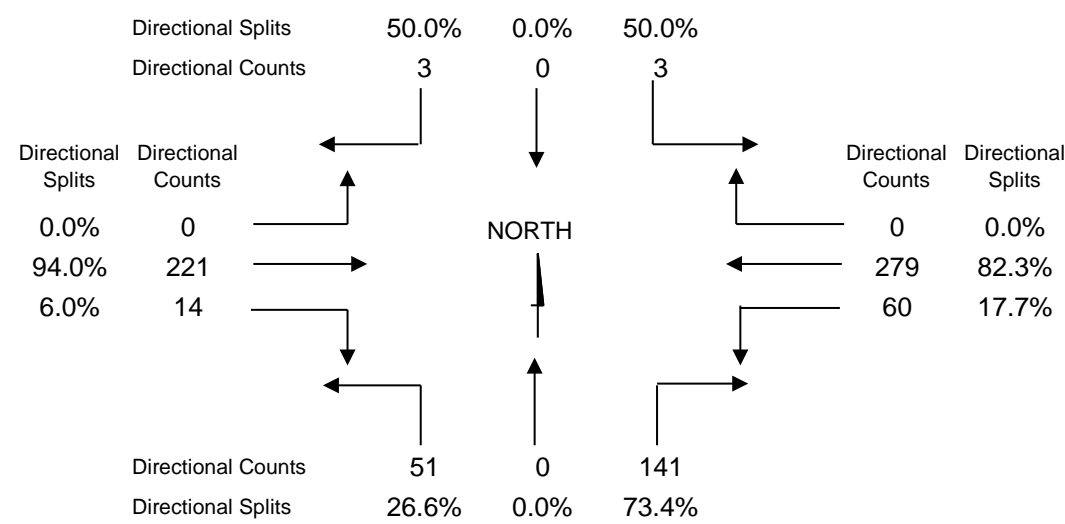 Directional Splits 50.0% 0.0% 50.0%
Directional Counts 3 0 3
Directional Directional Directional Directional
Splits Counts Counts Splits
0.0% 0 NORTH 0 0.0%
94.0% 221 279 82.3%
6.0% 14 60 17.7%
Directional Counts 51 0 141
Directional Splits 26.6% 0.0% 73.4%